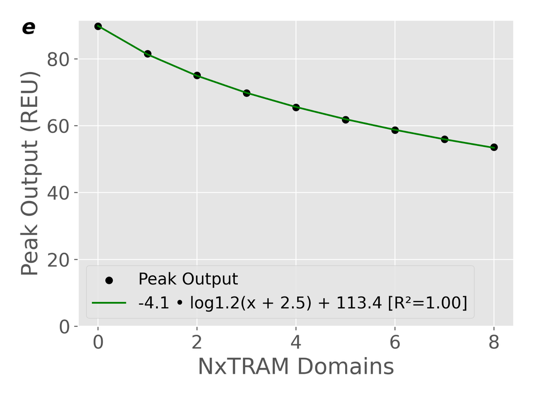 e
Peak Output (REU)
80
60
40
20
0
Peak Output
-4.1 • log1.2(x + 2.5) + 113.4 [R²=1.00]
0 2 4 6 8
NxTRAM Domains